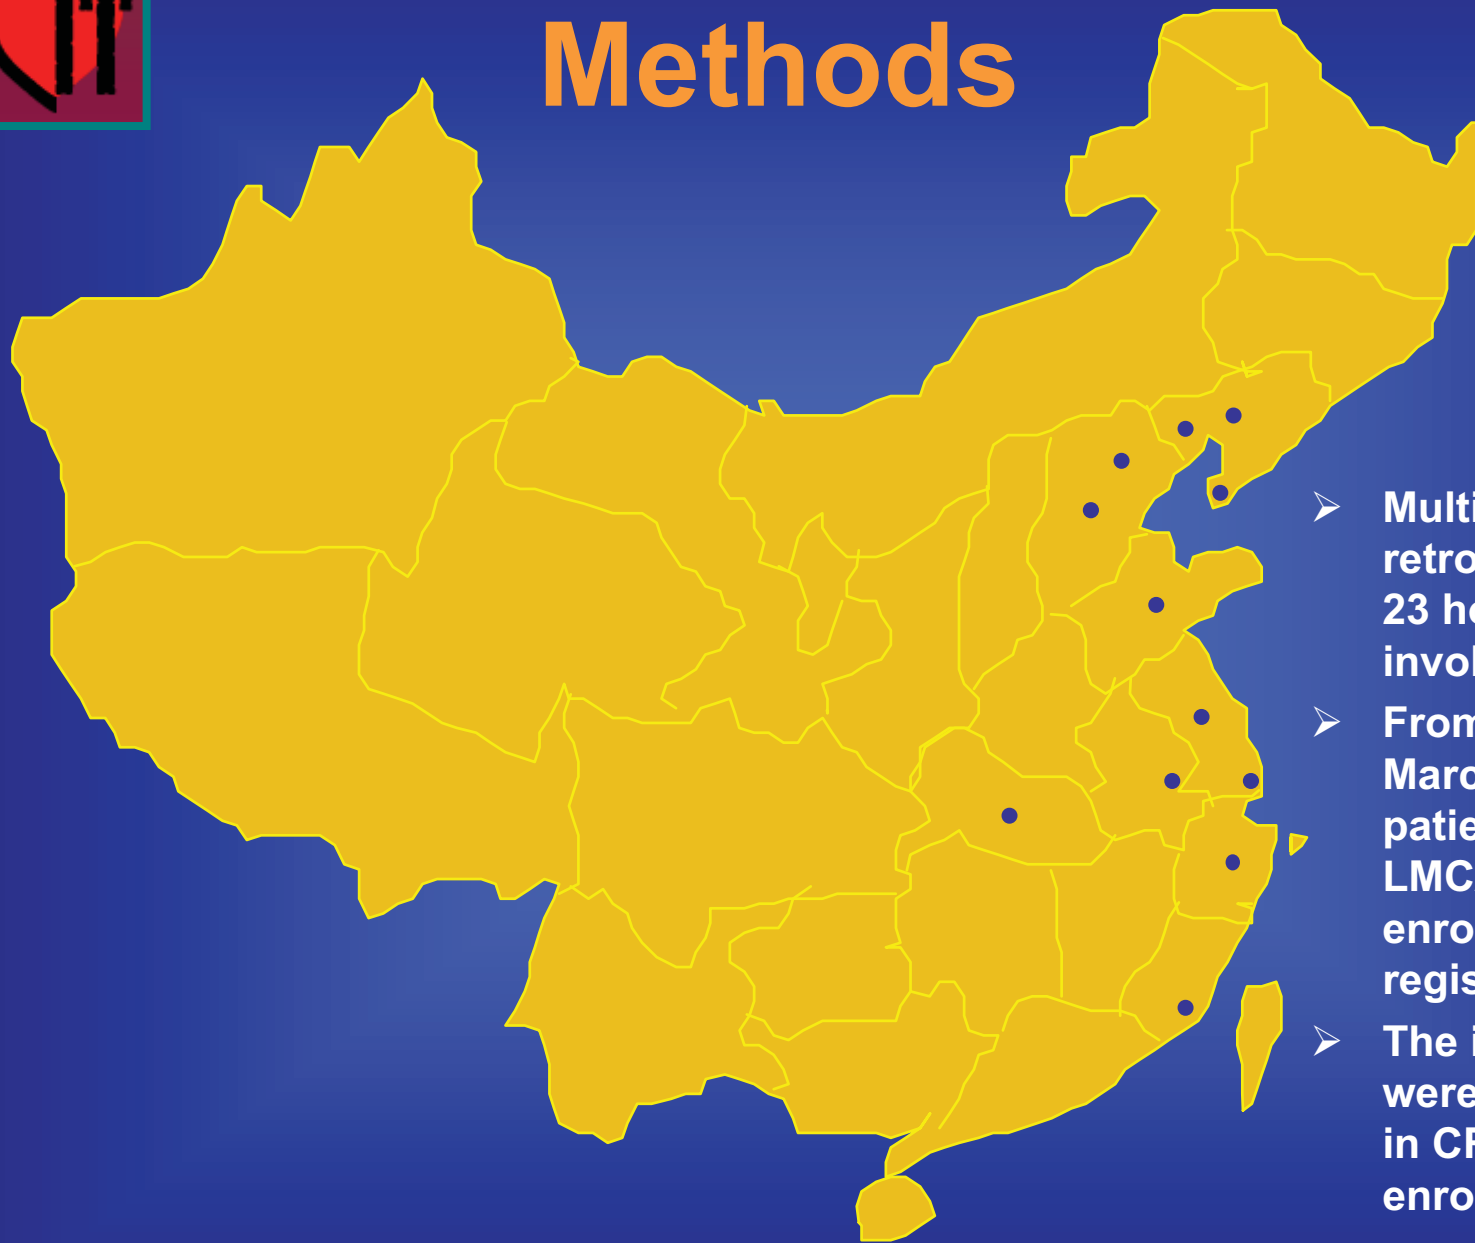 Methods
➢ Multi
retro
23 h
invol
➢ From
Marc
patie
LMC
enro
regis
➢ The i
were
in C
enro